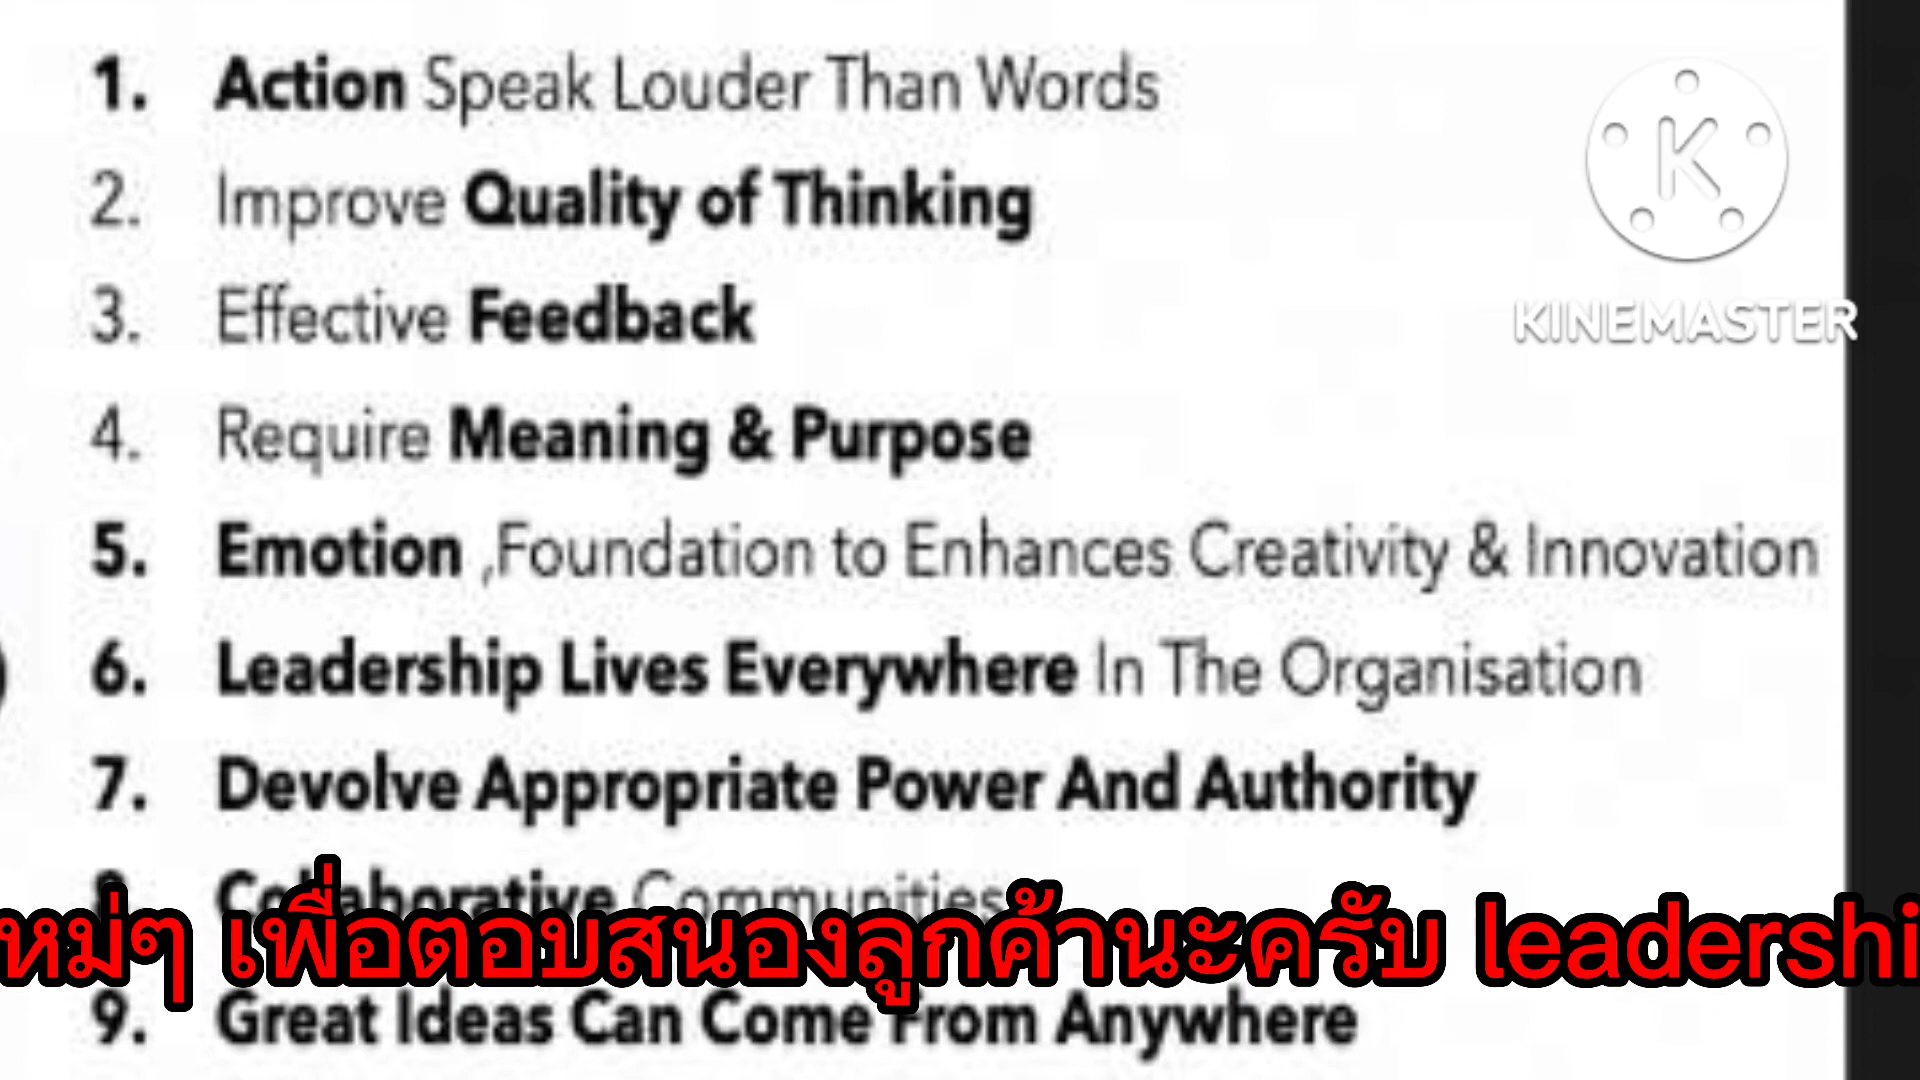 1. Action Speak Louder Than Words
2. Improve Quality of Thinking
3. Effective Feedback
4. Require Meaning & Purpose
5. Emotion ,Foundation to Enhances Creativity & Innovation
6. Leadership Lives Everywhere In The Organisation
7. Devolve Appropriate Power And Authority
8. Collaborative Communities
9. Great Ideas Can Come From Anywhere
K
KINEMASTER
หม่ๆ เพื่อตอบสนองลูกค้านะครับ leadershi